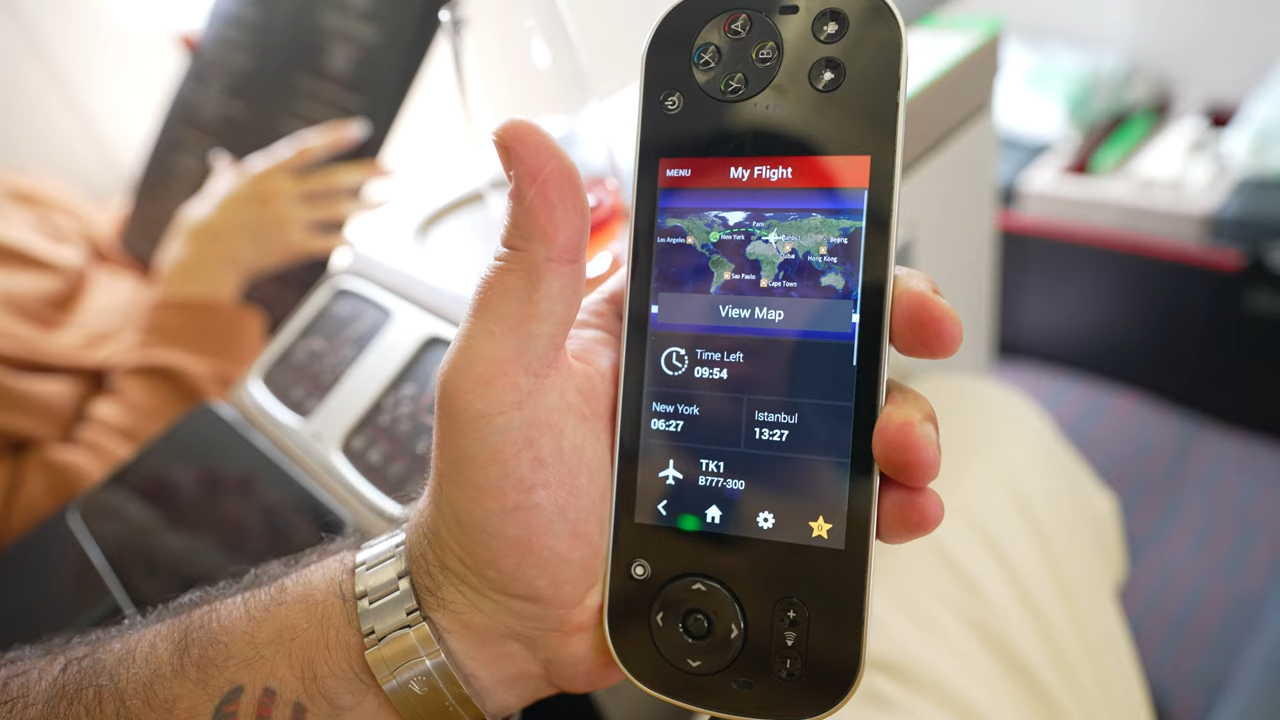 A
X
B
Y
MENU
My Flight
Paris
Los Angeles
New York
Istanbul
Beijing
Dubai
Hong Kong
Sao Paulo
Cape Town
View Map
Time Left
09:54
New York
06:27
Istanbul
13:27
TK1
B777-300
0
+